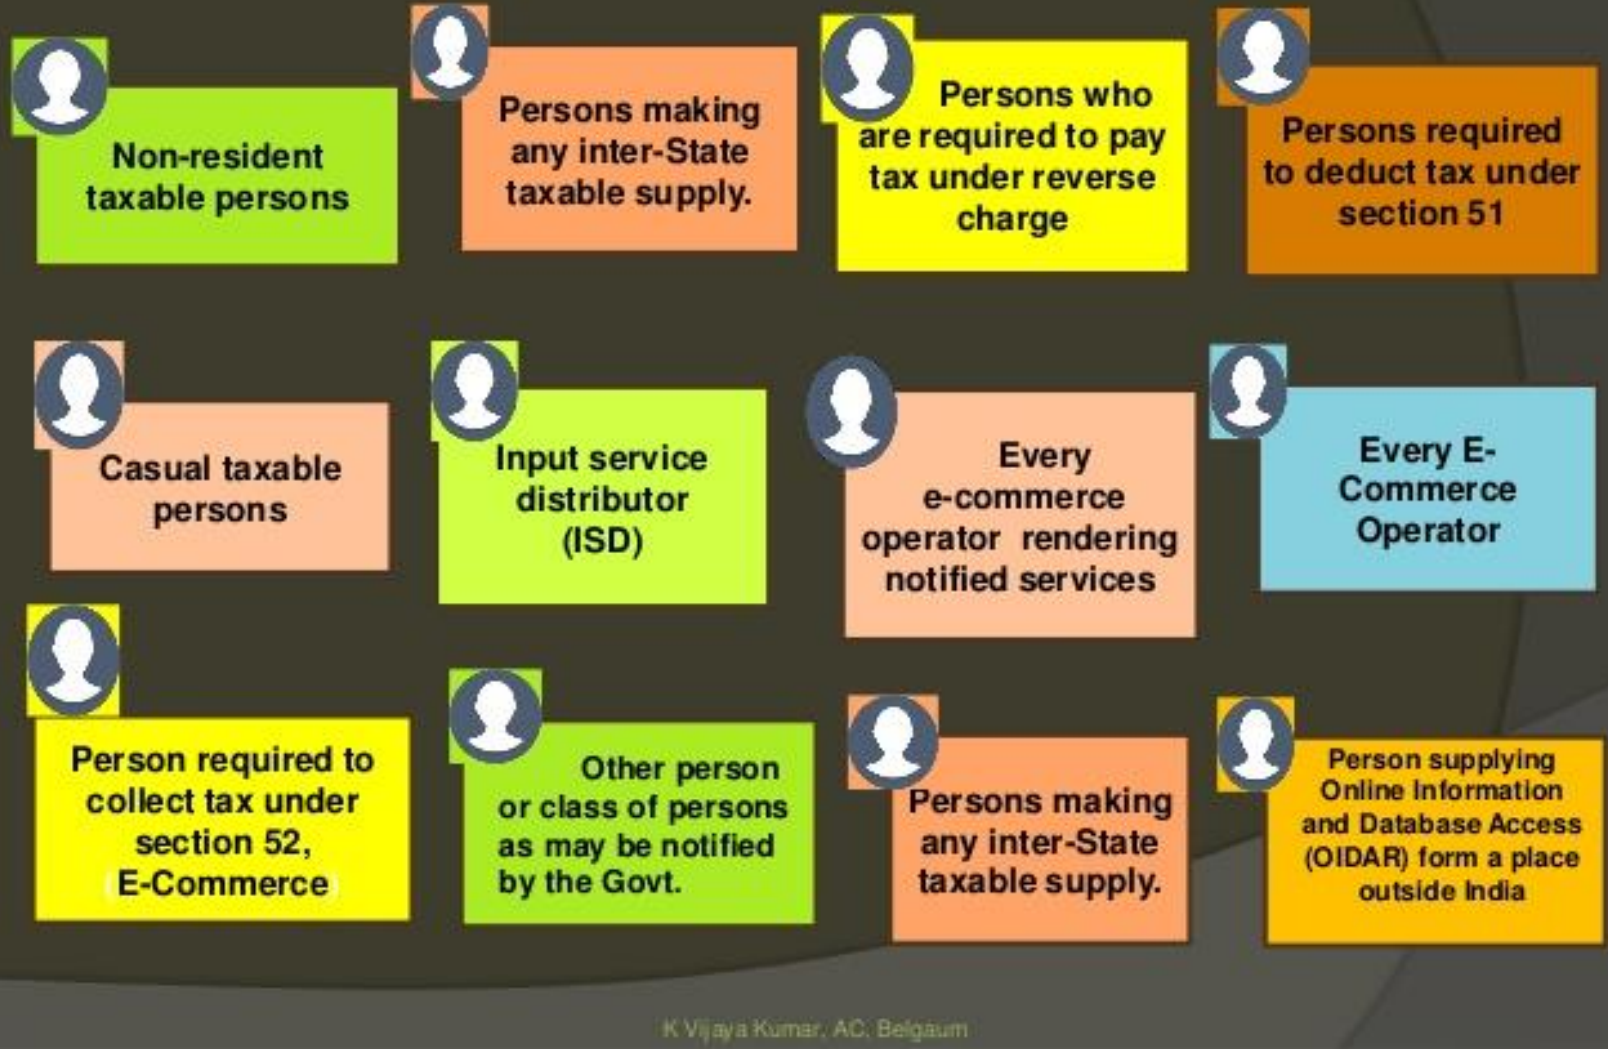 Non-resident
taxable persons
Persons making
any inter-State
taxable supply.
Persons who
are required to pay
tax under reverse
charge
Persons required
to deduct tax under
section 51
Casual taxable
persons
Input service
distributor
(ISD)
Every
e-commerce
operator rendering
notified services
Every E-
Commerce
Operator
Person required to
collect tax under
section 52,
(E-Commerce)
Other person
or class of persons
as may be notified
by the Govt.
Persons making
any inter-State
taxable supply.
Person supplying
Online Information
and Database Access
(OIDAR) form a place
outside India
K Vijaya Kumar, AC, Belgaum